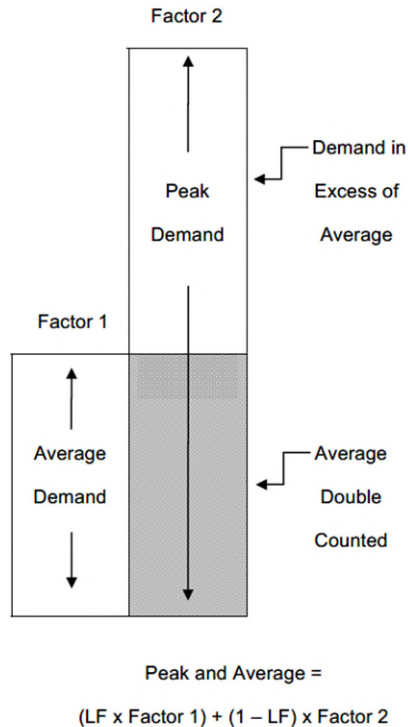 Factor 2
Peak
Demand
Demand in
Excess of
Average
Factor 1
Average
Demand
Average
Double
Counted
Peak and Average =
(LF x Factor 1) + (1 – LF) x Factor 2